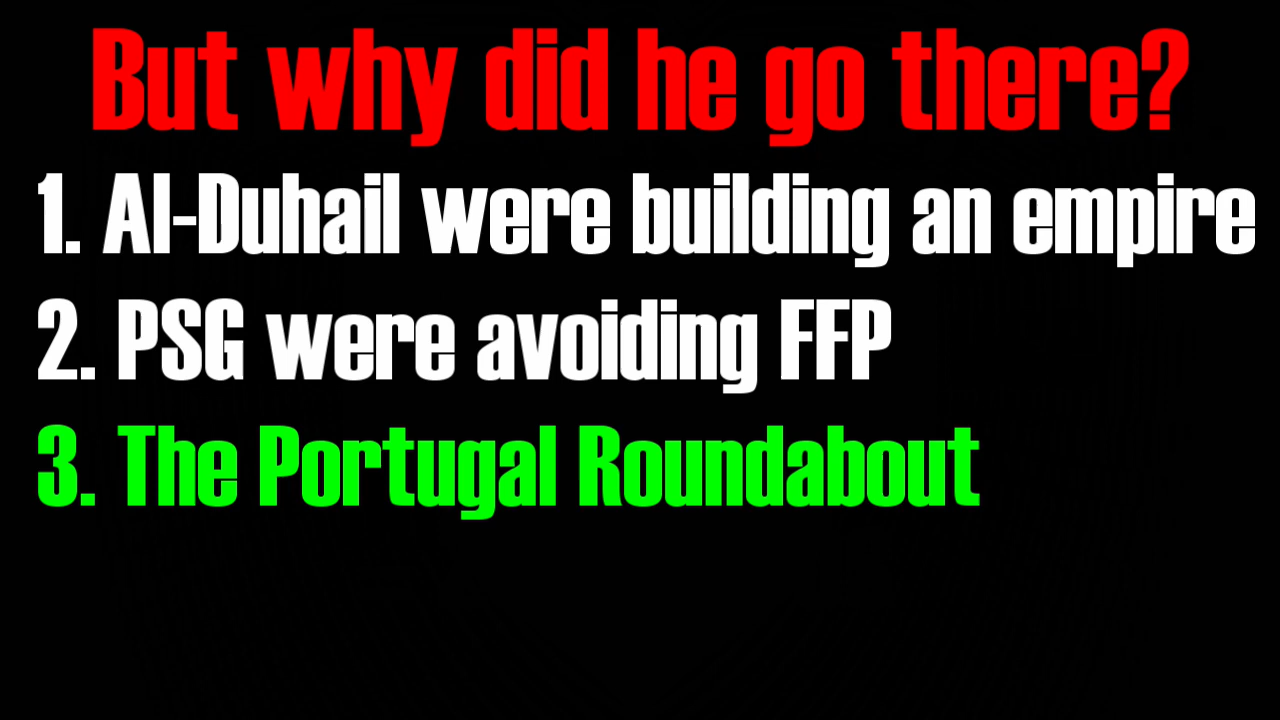 But why did he go there?
1. Al-Duhail were building an empire
2. PSG were avoiding FFP
3. The Portugal Roundabout